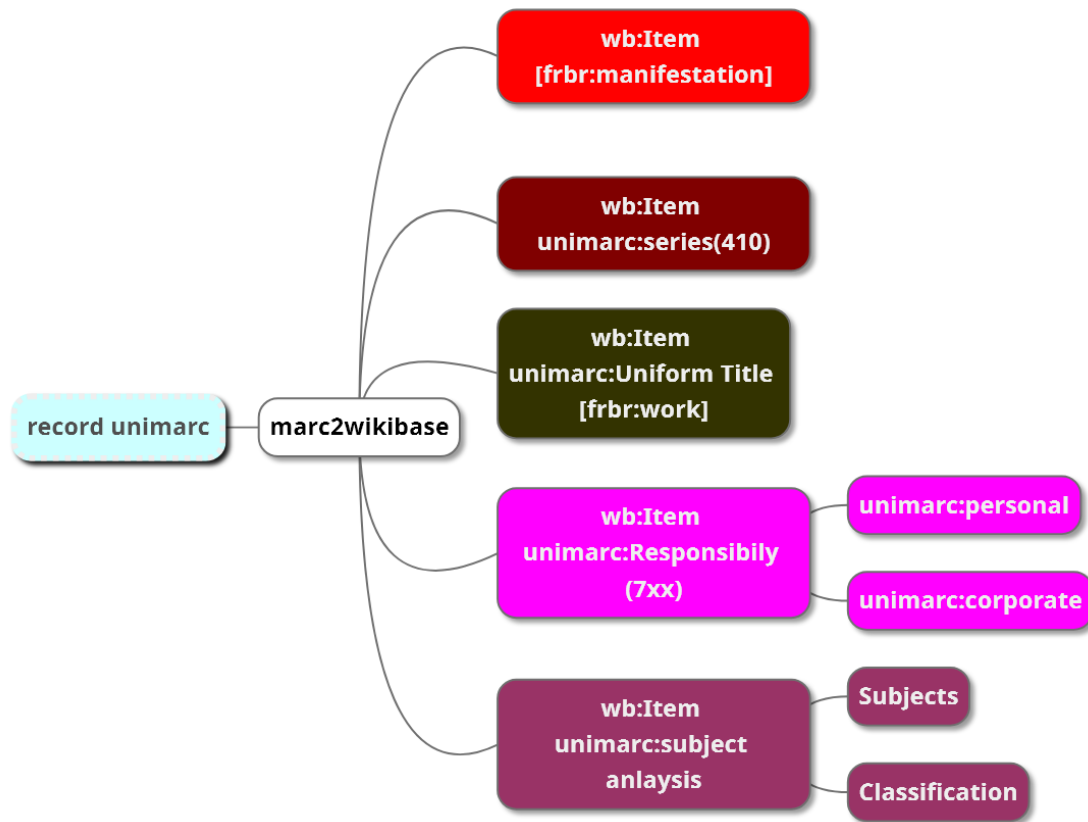 wb:Item
[frbr:manifestation]
wb:Item
unimarc:series(410)
wb:Item
unimarc:Uniform Title
[frbr:work]
record unimarc
marc2wikibase
wb:Item
unimarc:Responsibily
(7xx)
unimarc:personal
unimarc:corporate
wb:Item
unimarc:subject
anlaysis
Subjects
Classification